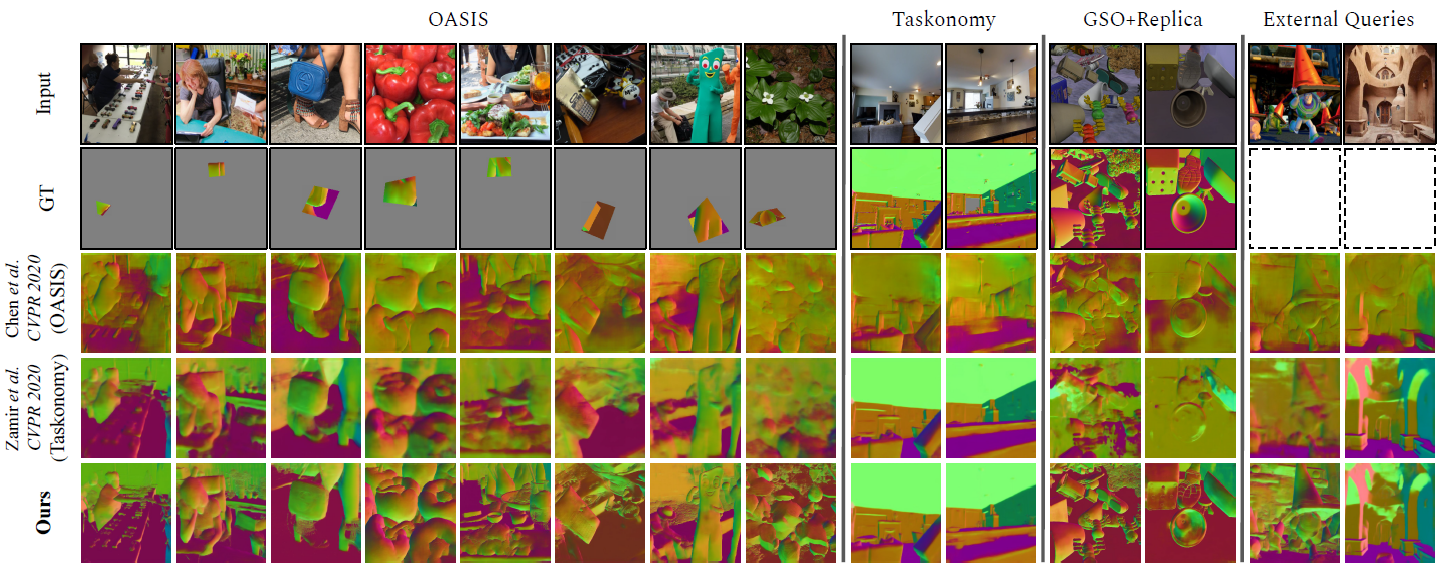 OASIS
Taskonomy
GSO+Replica
External Queries
Input
GT
Chen et al.
CVPR 2020
(OASIS)
Zamir et al.
CVPR 2020
(Taskonomy)
Ours